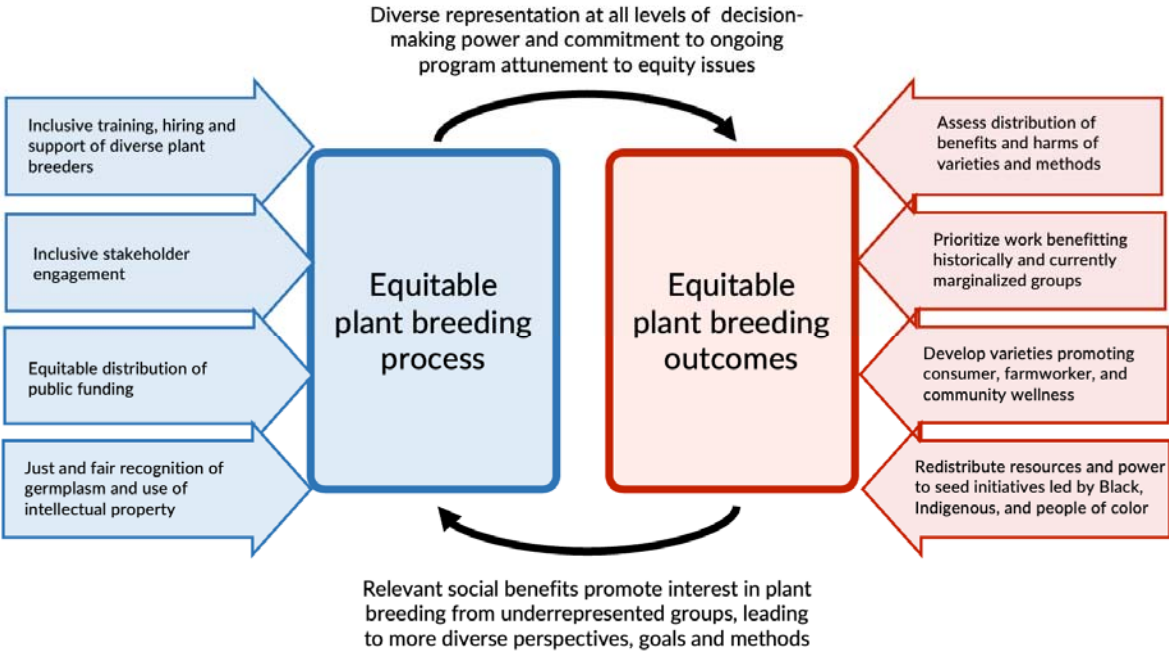 Diverse representation at all levels of decision-
making power and commitment to ongoing
program attunement to equity issues
Inclusive training, hiring and
support of diverse plant
breeders
Inclusive stakeholder
engagement
Equitable distribution of
public funding
Just and fair recognition of
germplasm and use of
intellectual property
Equitable
plant breeding
process
Equitable
plant breeding
outcomes
Assess distribution of
benefits and harms of
varieties and methods
Prioritize work benefitting
historically and currently
marginalized groups
Develop varieties promoting
consumer, farmworker, and
community wellness
Redistribute resources and power
to seed initiatives led by Black,
Indigenous, and people of color
Relevant social benefits promote interest in plant
breeding from underrepresented groups, leading
to more diverse perspectives, goals and methods